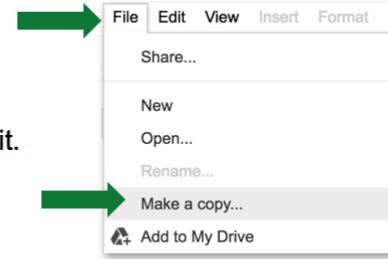 File Edit View Insert Format
Share...
New
Open...
it.
Rename...
Make a copy...
Add to My Drive